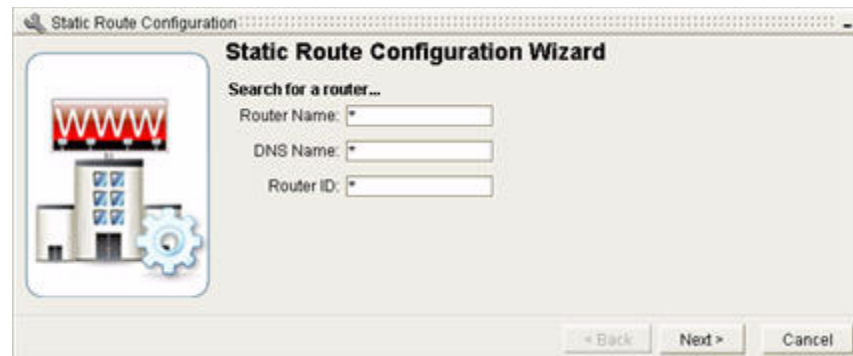 Static Route Configuration
Static Route Configuration Wizard
Search for a router...
Router Name: *
DNS Name: *
Router ID: *
WWW
< Back Next > Cancel